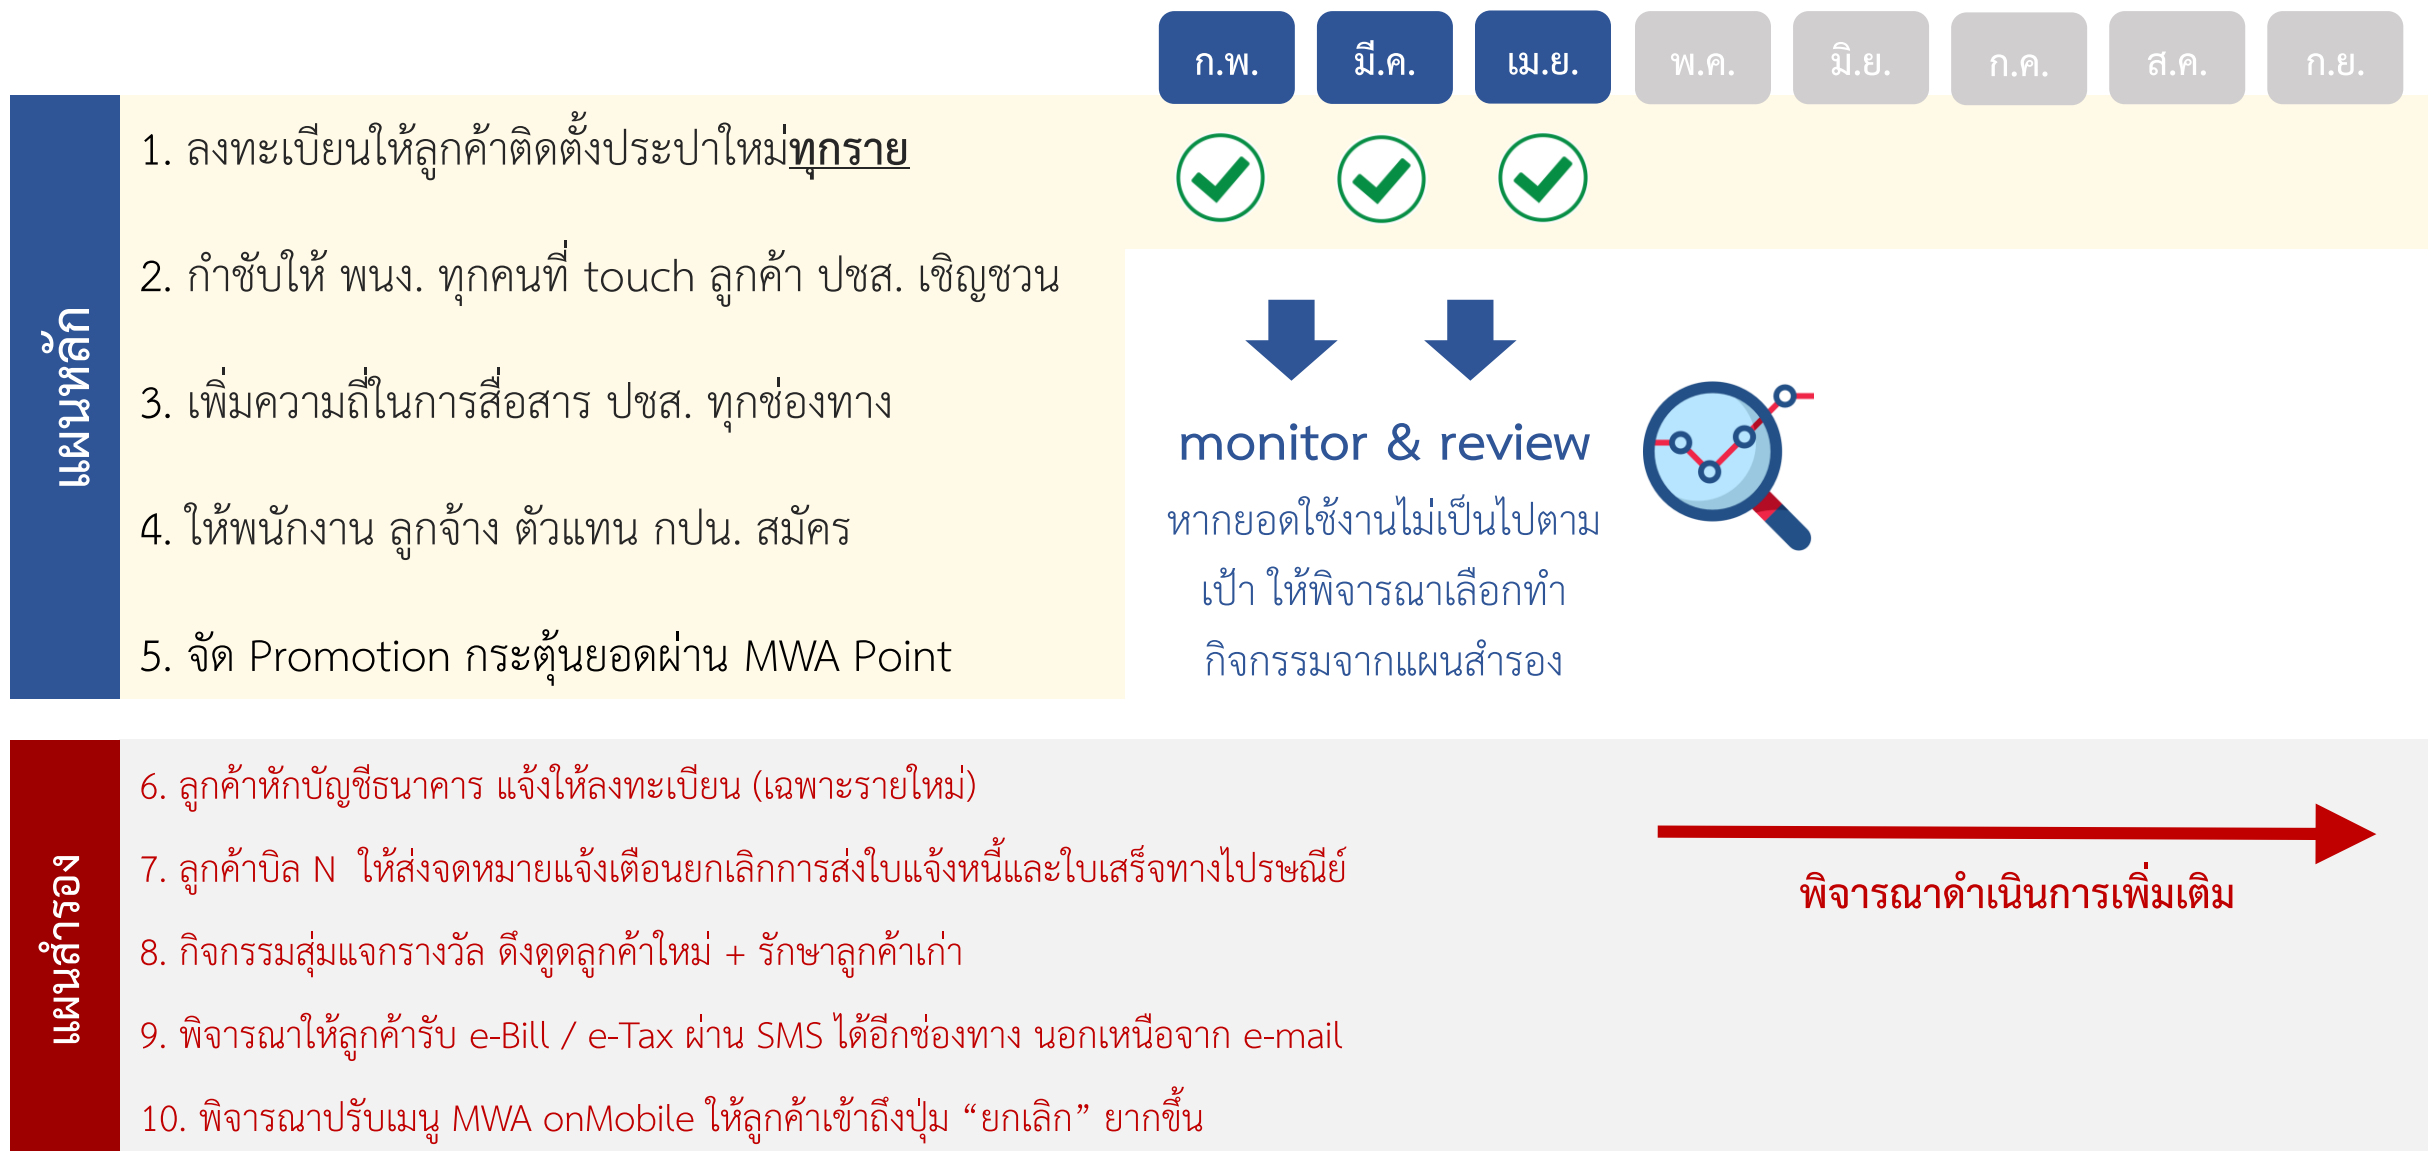 ก.พ. มี.ค. เม.ย. พ.ค. มิ.ย. ก.ค. ส.ค. ก.ย.
แผนหลัก
1. ลงทะเบียนให้ลูกค้าติดตั้งประปาใหม่ทุกราย
2. กำชับให้ พนง. ทุกคนที่ touch ลูกค้า ปชส. เชิญชวน
3. เพิ่มความถี่ในการสื่อสาร ปชส. ทุกช่องทาง
4. ให้พนักงาน ลูกจ้าง ตัวแทน กปน. สมัคร
5. จัด Promotion กระตุ้นยอดผ่าน MWA Point
monitor & review
หากยอดใช้งานไม่เป็นไปตาม
เป้า ให้พิจารณาเลือกทำ
กิจกรรมจากแผนสำรอง
แผนสำรอง
6. ลูกค้าหักบัญชีธนาคาร แจ้งให้ลงทะเบียน (เฉพาะรายใหม่)
7. ลูกค้าบิล N ให้ส่งจดหมายแจ้งเตือนยกเลิกการส่งใบแจ้งหนี้และใบเสร็จทางไปรษณีย์
8. กิจกรรมสุ่มแจกรางวัล ดึงดูดลูกค้าใหม่ + รักษาลูกค้าเก่า
9. พิจารณาให้ลูกค้ารับ e-Bill / e-Tax ผ่าน SMS ได้อีกช่องทาง นอกเหนือจาก e-mail
10. พิจารณาปรับเมนู MWA onMobile ให้ลูกค้าเข้าถึงปุ่ม “ยกเลิก” ยากขึ้น
พิจารณาดำเนินการเพิ่มเติม